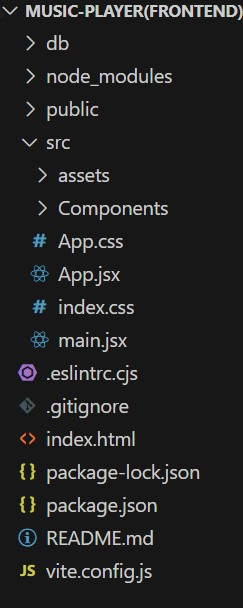 MUSIC-PLAYER(FRONTEND)
db
node_modules
public
src
assets
Components
# App.css
App.jsx
# index.css
main.jsx
.eslintrc.cjs
.gitignore
<> index.html
{} package-lock.json
{} package.json
README.md
JS vite.config.js